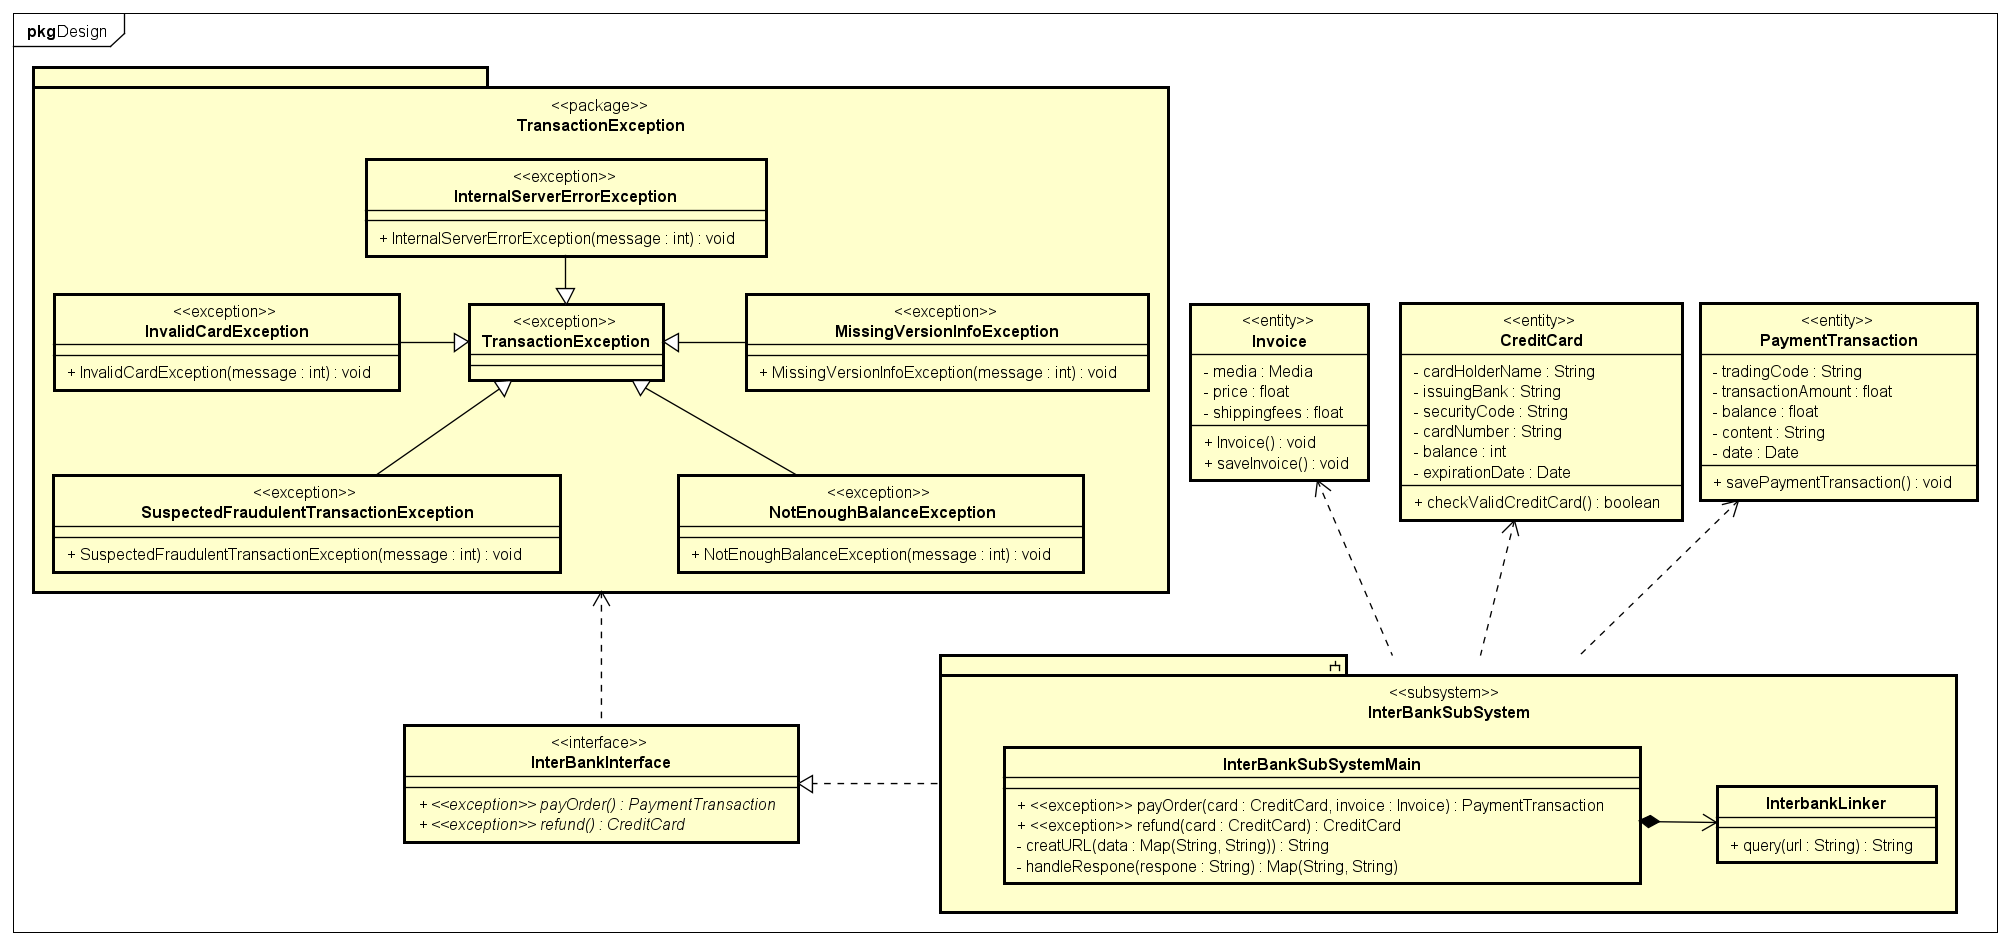 pkgDesign
<<package>>
TransactionException
<<exception>>
InternalServerErrorException
+ InternalServerErrorException(message : int) : void
<<exception>>
InvalidCardException
+ InvalidCardException(message : int) : void
<<exception>>
TransactionException
<<exception>>
MissingVersionInfoException
+ MissingVersionInfoException(message : int) : void
<<exception>>
SuspectedFraudulentTransactionException
+ SuspectedFraudulentTransactionException(message : int) : void
<<exception>>
NotEnoughBalanceException
+ NotEnoughBalanceException(message : int) : void
<<entity>>
Invoice
- media : Media
- price : float
- shippingfees : float
+ Invoice() : void
+ saveInvoice() : void
<<entity>>
CreditCard
- cardHolderName : String
- issuingBank : String
- securityCode : String
- cardNumber : String
- balance : int
- expirationDate : Date
+ checkValidCreditCard() : boolean
<<entity>>
PaymentTransaction
- tradingCode : String
- transactionAmount : float
- balance : float
- content : String
- date : Date
+ savePaymentTransaction() : void
<<interface>>
InterBankInterface
+ <<exception>> payOrder() : PaymentTransaction
+ <<exception>> refund() : CreditCard
<<subsystem>>
InterBankSubSystem
InterBankSubSystemMain
+ <<exception>> payOrder(card : CreditCard, invoice : Invoice) : PaymentTransaction
+ <<exception>> refund(card : CreditCard) : CreditCard
- creatURL(data : Map(String, String)) : String
- handleRespone(respone : String) : Map(String, String)
InterbankLinker
+ query(url : String) : String